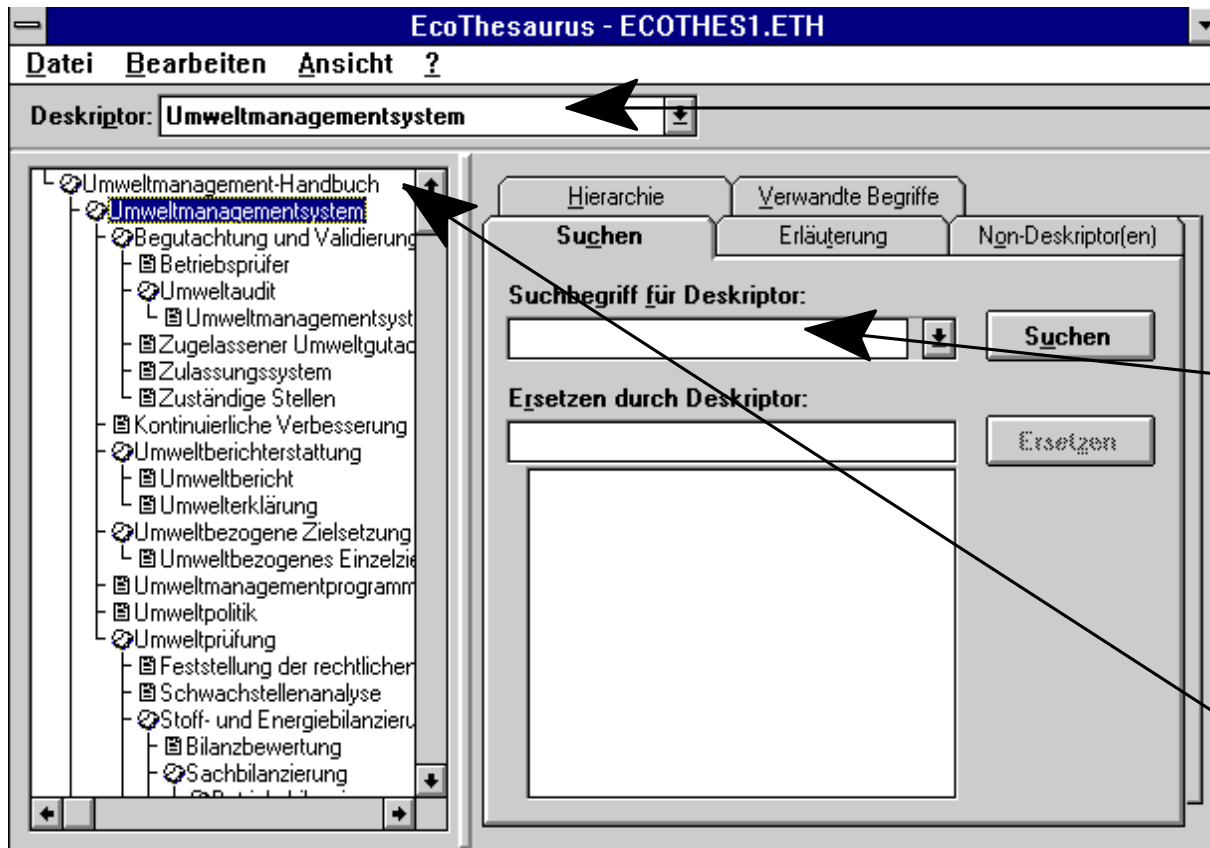 EcoThesaurus - ECOTHES1.ETH
Datei Bearbeiten Ansicht ?
Deskriptor: Umweltmanagementsystem
Umweltmanagement-Handbuch
Umweltmanagementsystem
Begutachtung und Validierung
Betriebsprüfer
Umweltaudit
Umweltmanagementsyst
Zugelassener Umweltgutac
Zulassungssystem
Zuständige Stellen
Kontinuierliche Verbesserung
Umweltberichterstattung
Umweltbericht
Umwelterklärung
Umweltbezogene Zielsetzung
Umweltbezogenes Einzelzie
Umweltmanagementprogramm
Umweltpolitik
Umweltprüfung
Feststellung der rechtlicher
Schwachstellenanalyse
Stoff- und Energiebilanzieru
Bilanzbewertung
Sachbilanzierung
Hierarchie Verwandte Begriffe
Suchen Erläuterung Non-Deskriptor(en)
Suchbegriff für Deskriptor:
Suchen
Ersetzen durch Deskriptor:
Ersetzen